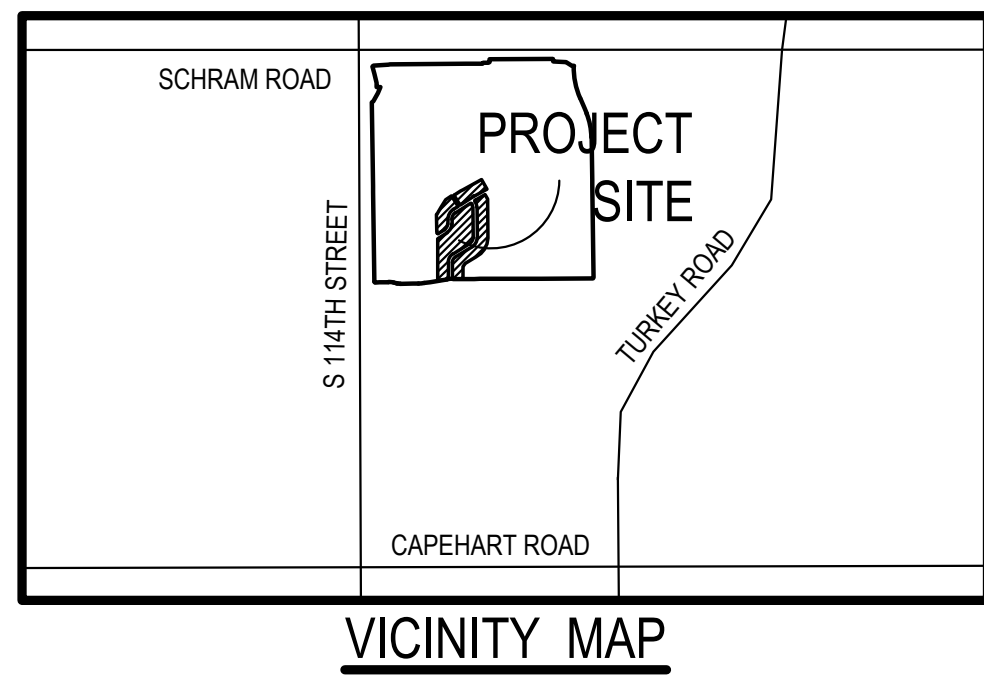 SCHRAM ROAD
PROJECT
SITE
S 114TH STREET
TURKEY ROAD
CAPEHART ROAD
VICINITY MAP